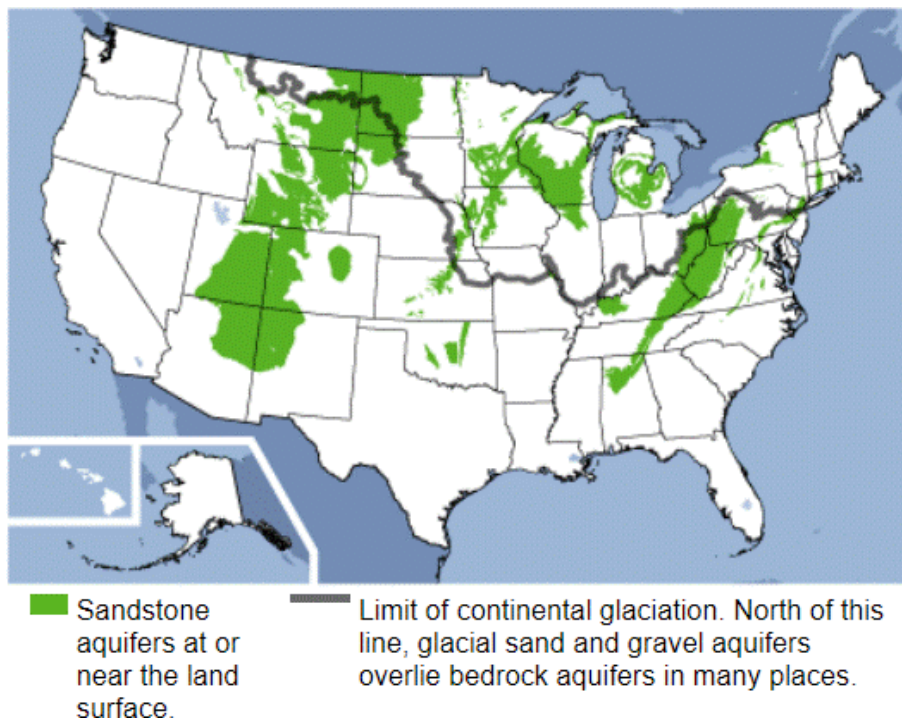 Sandstone
aquifers at or
near the land
surface.
Limit of continental glaciation. North of this
line, glacial sand and gravel aquifers
overlie bedrock aquifers in many places.